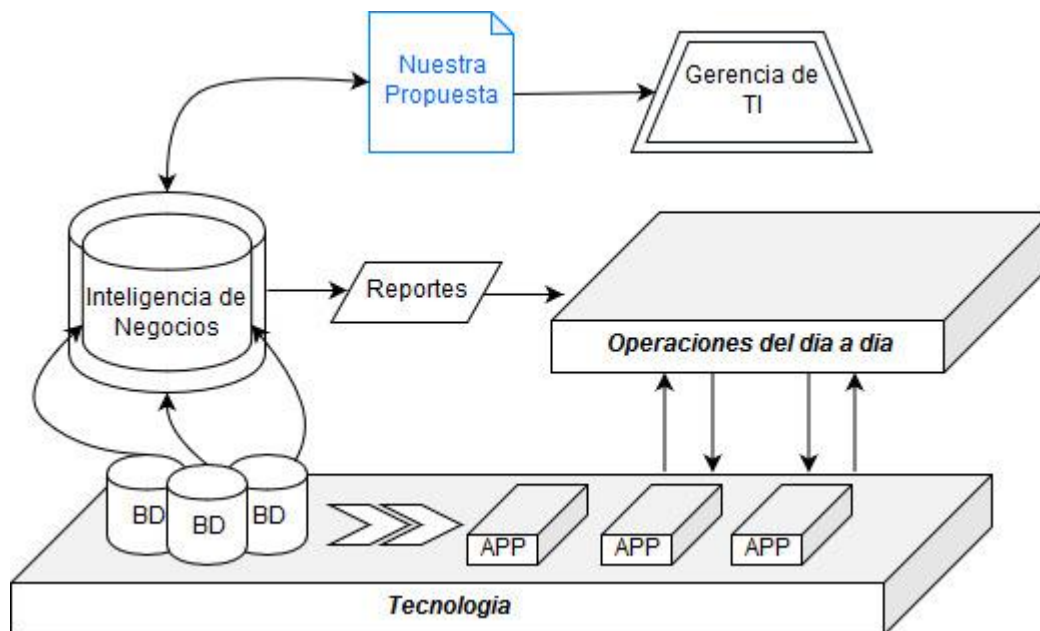 Nuestra
Propuesta
Gerencia de
TI
Inteligencia de
Negocios
Reportes
Operaciones del dia a dia
BD
BD
BD
APP
APP
APP
Tecnologia